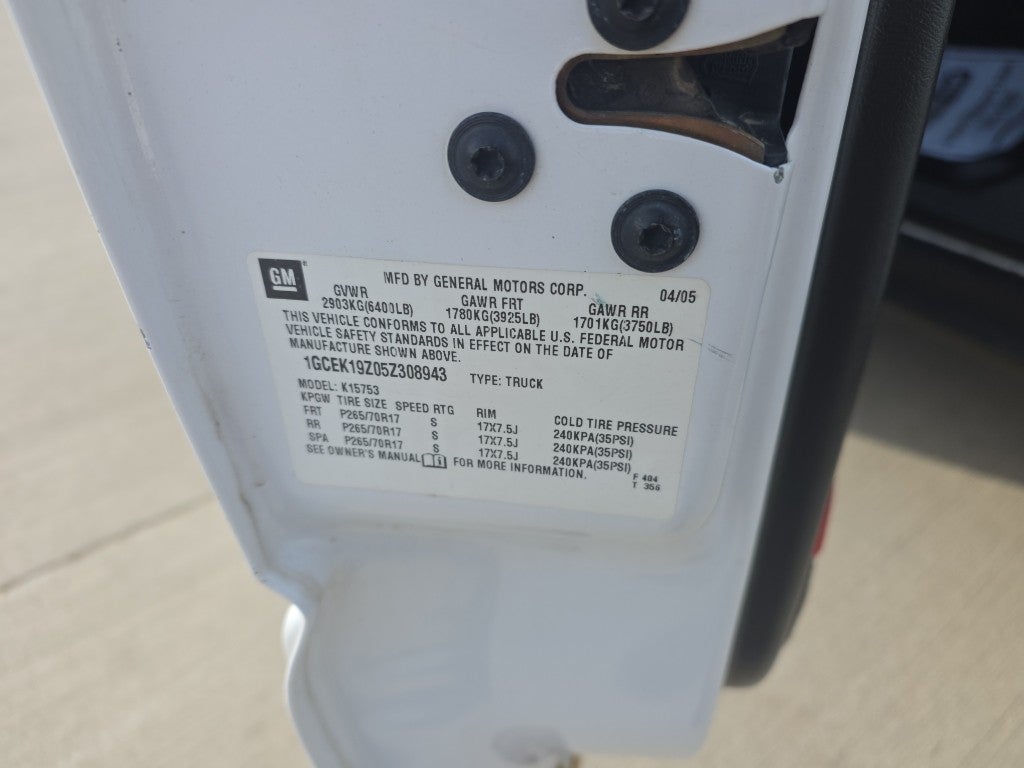 GM
MFD BY GENERAL MOTORS CORP. 04/05
GVWR GAWR FRT GAWR RR
2903KG(6400LB) 1780KG(3925LB) 1701KG(3750LB)
THIS VEHICLE CONFORMS TO ALL APPLICABLE U.S. FEDERAL MOTOR
VEHICLE SAFETY STANDARDS IN EFFECT ON THE DATE OF
MANUFACTURE SHOWN ABOVE.
1GCEK19Z05Z308943 TYPE: TRUCK
MODEL: K15753
KPGW TIRE SIZE SPEED RTG RIM COLD TIRE PRESSURE
FRT P265/70R17 S 17X7.5J 240KPA(35PSI)
RR P265/70R17 S 17X7.5J 240KPA(35PSI)
SPA P265/70R17 S 17X7.5J 240KPA(35PSI)
SEE OWNER'S MANUAL FOR MORE INFORMATION.
F 404
T 356